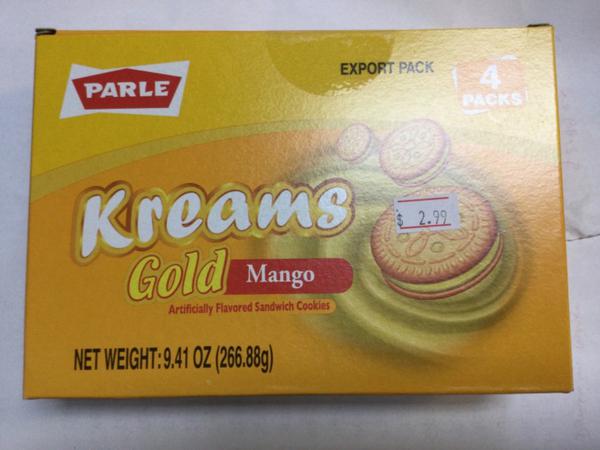 PARLE
EXPORT PACK
4
PACKS
Kreams
Gold
Mango
Artificially Flavored Sandwich Cookies
$ 2.99
NET WEIGHT: 9.41 OZ (266.88g)